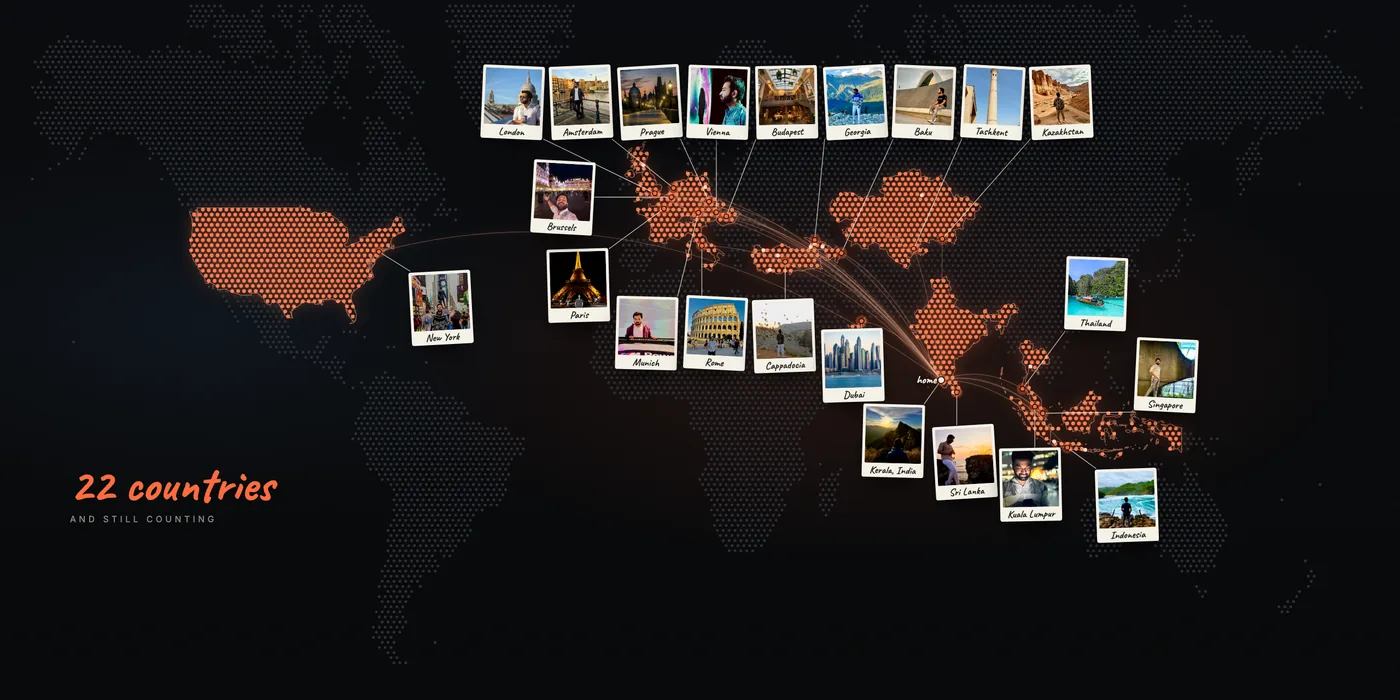 London
Amsterdam
Prague
Vienna
Budapest
Georgia
Baku
Tashkent
Kazakhstan
Brussels
Paris
New York
Munich
Rome
Cappadocia
Dubai
Thailand
Singapore
home
Kerala, India
Sri Lanka
Kuala Lumpur
Indonesia
22 countries
AND STILL COUNTING